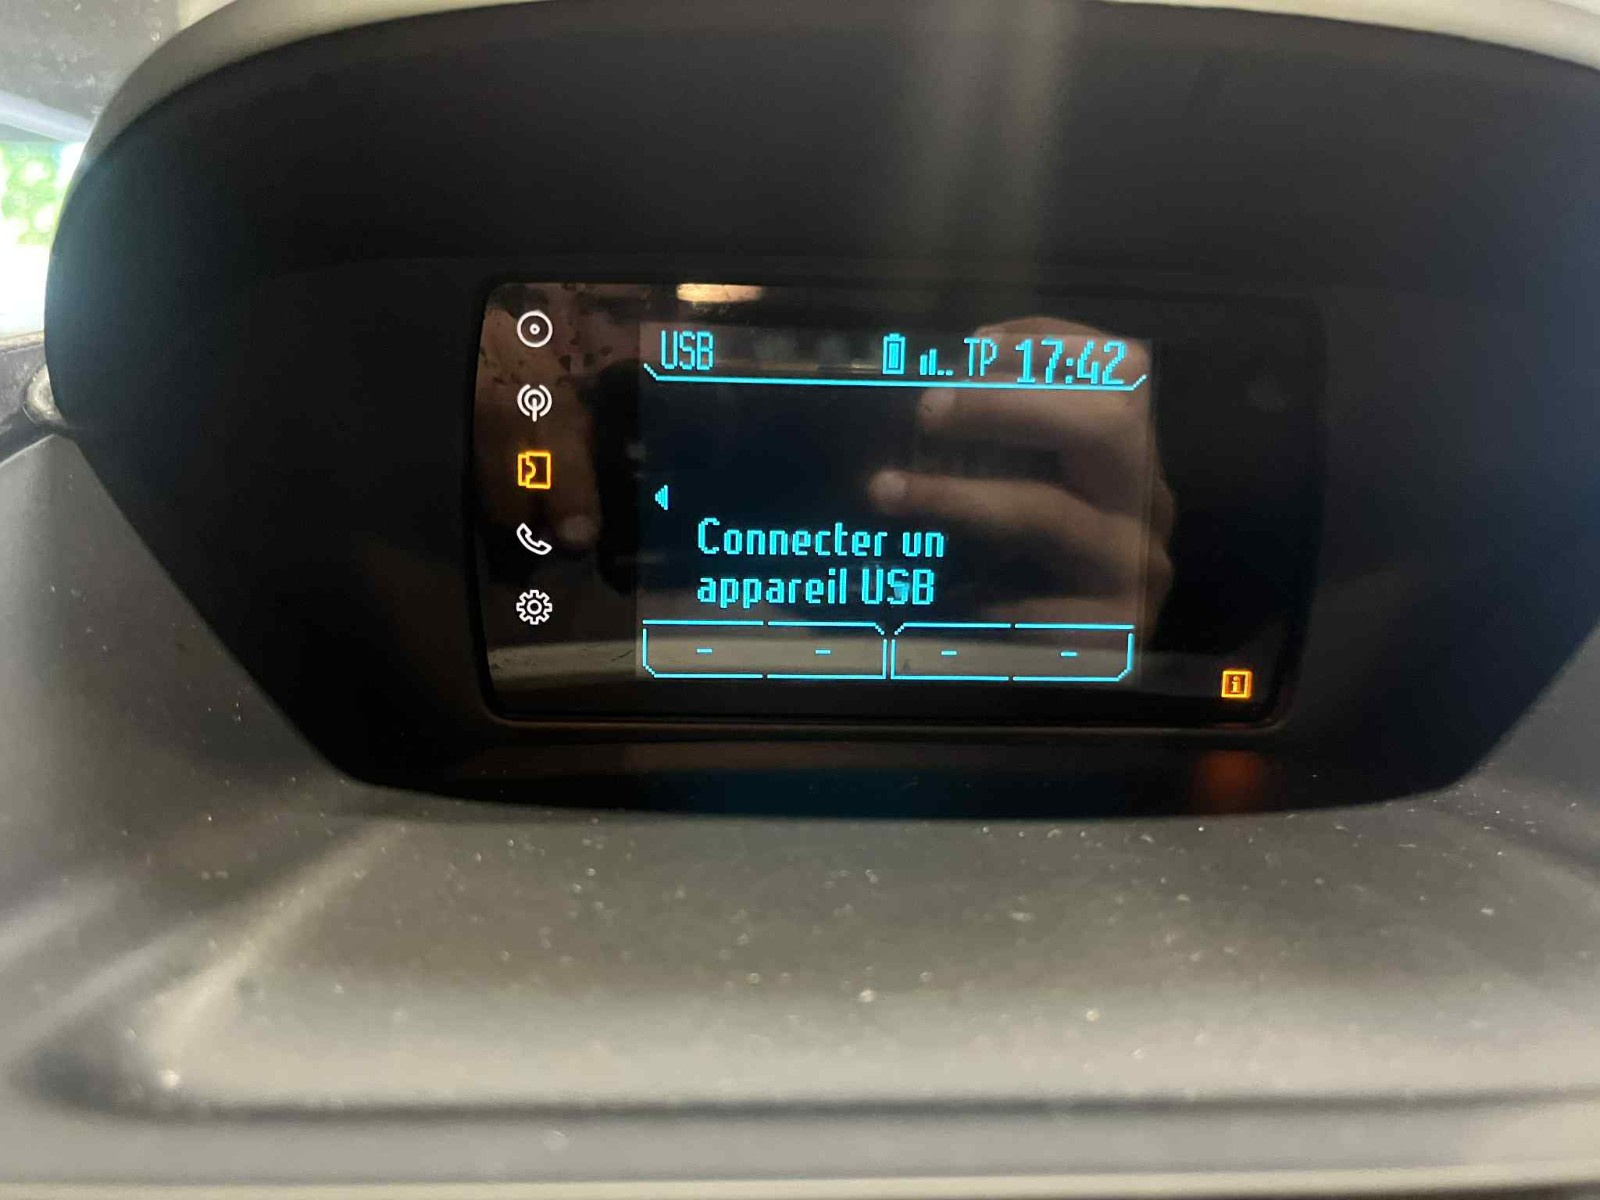 USB TP 17:42
Connecter un
appareil USB
- - - -
i